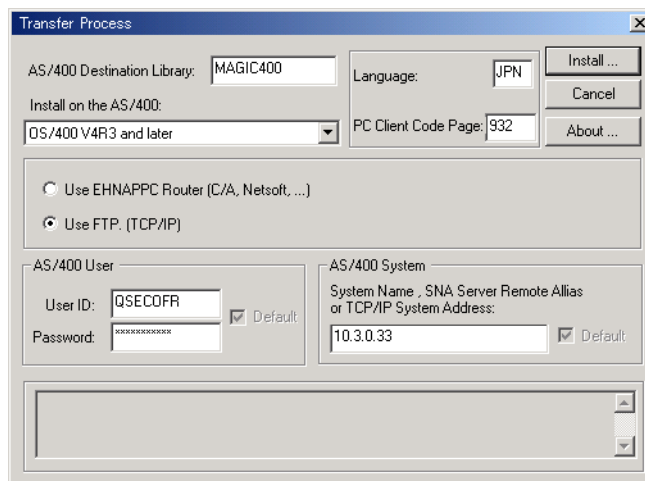 Transfer Process
AS/400 Destination Library: MAGIC400
Language: JPN
Install ...
Cancel
Install on the AS/400:
OS/400 V4R3 and later
PC Client Code Page: 932
About ...
Use EHNAPPC Router (C/A, Netsoft, ...)
Use FTP. (TCP/IP)
AS/400 User
User ID: QSECOFR
Password: ***********
Default
AS/400 System
System Name , SNA Server Remote Allias
or TCP/IP System Address:
10.3.0.33
Default